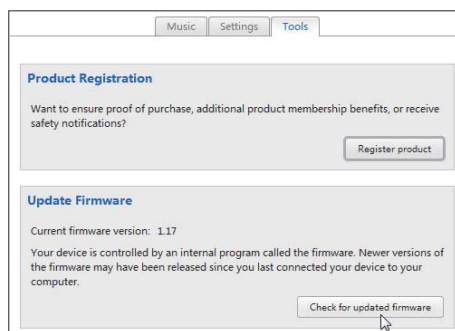 Music Settings Tools
Product Registration
Want to ensure proof of purchase, additional product membership benefits, or receive
safety notifications?
Register product
Update Firmware
Current firmware version: 1.17
Your device is controlled by an internal program called the firmware. Newer versions of
the firmware may have been released since you last connected your device to your
computer.
Check for updated firmware